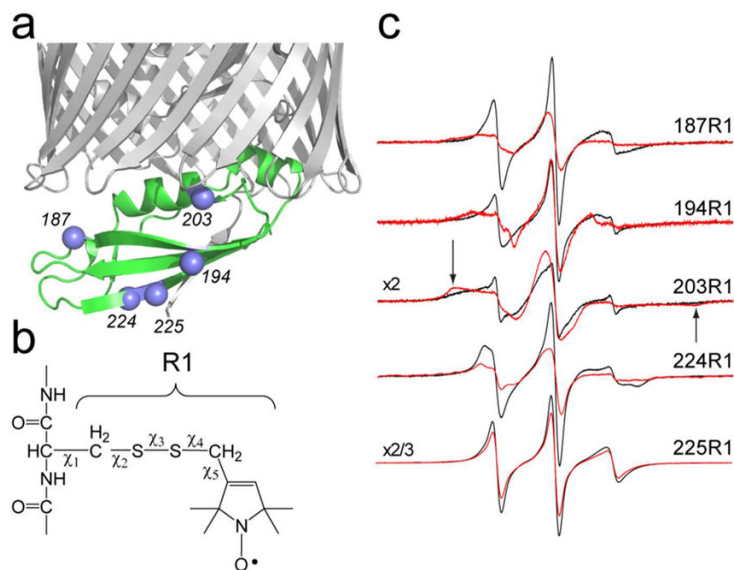 a
187
203
194
224
225
b
R1
NH
O=C
H2
CH—C—S—S—CH2
χ1
χ2
χ3
χ4
χ5
NH
O=C
N
O•
c
187R1
194R1
x2
203R1
224R1
x2/3
225R1